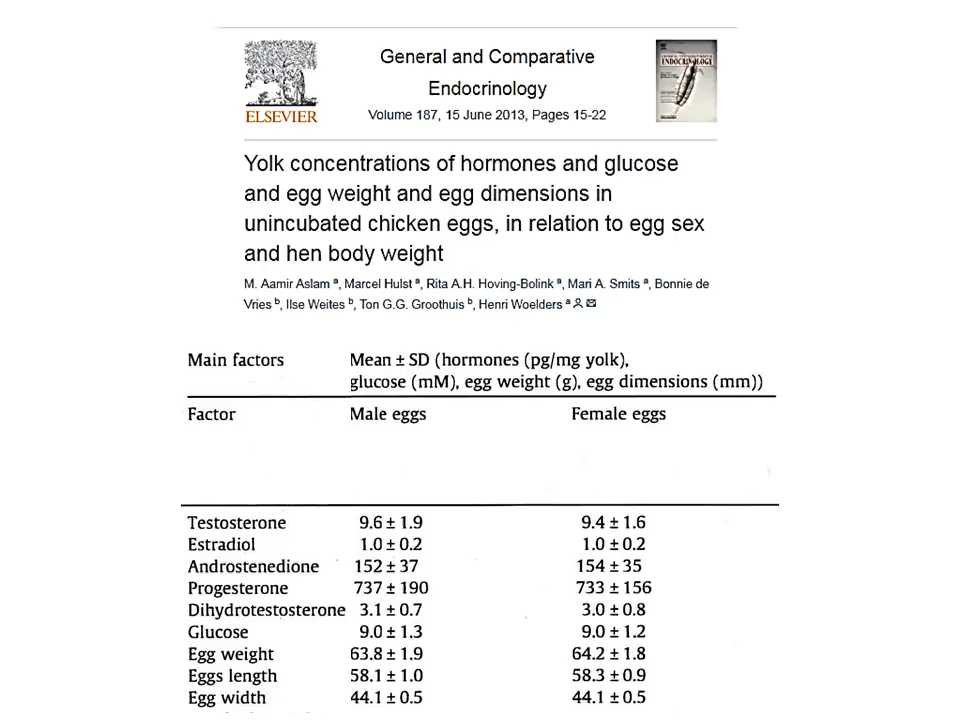 ELSEVIER
General and Comparative
Endocrinology
Volume 187, 15 June 2013, Pages 15-22
ENDOCRINOLOGY
Yolk concentrations of hormones and glucose
and egg weight and egg dimensions in
unincubated chicken eggs, in relation to egg sex
and hen body weight
M. Aamir Aslam a, Marcel Hulst a, Rita A.H. Hoving-Bolink a, Mari A. Smits a, Bonnie de
Vries b, Ilse Weites b, Ton G.G. Groothuis b, Henri Woelders a
Main factors Mean ± SD (hormones (pg/mg yolk),
glucose (mM), egg weight (g), egg dimensions (mm))
Factor Male eggs Female eggs
Testosterone 9.6 ± 1.9 9.4 ± 1.6
Estradiol 1.0 ± 0.2 1.0 ± 0.2
Androstenedione 152 ± 37 154 ± 35
Progesterone 737 ± 190 733 ± 156
Dihydrotestosterone 3.1 ± 0.7 3.0 ± 0.8
Glucose 9.0 ± 1.3 9.0 ± 1.2
Egg weight 63.8 ± 1.9 64.2 ± 1.8
Eggs length 58.1 ± 1.0 58.3 ± 0.9
Egg width 44.1 ± 0.5 44.1 ± 0.5